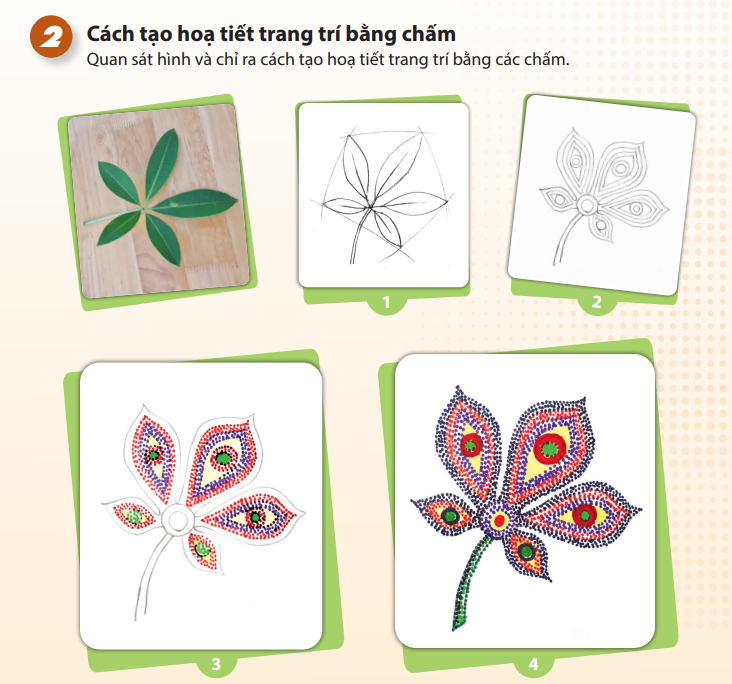 2
Cách tạo hoạ tiết trang trí bằng chấm
Quan sát hình và chỉ ra cách tạo hoạ tiết trang trí bằng các chấm.
1
2
3
4